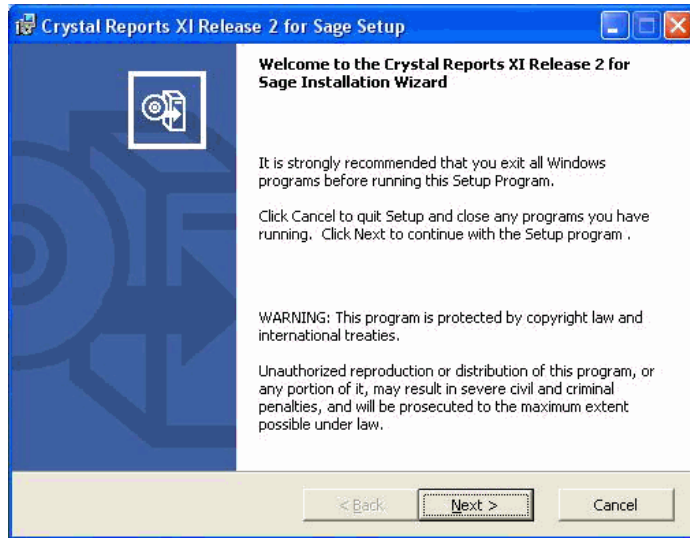 Crystal Reports XI Release 2 for Sage Setup
Welcome to the Crystal Reports XI Release 2 for
Sage Installation Wizard
It is strongly recommended that you exit all Windows
programs before running this Setup Program.
Click Cancel to quit Setup and close any programs you have
running. Click Next to continue with the Setup program .
WARNING: This program is protected by copyright law and
international treaties.
Unauthorized reproduction or distribution of this program, or
any portion of it, may result in severe civil and criminal
penalties, and will be prosecuted to the maximum extent
possible under law.
< Back
Next >
Cancel